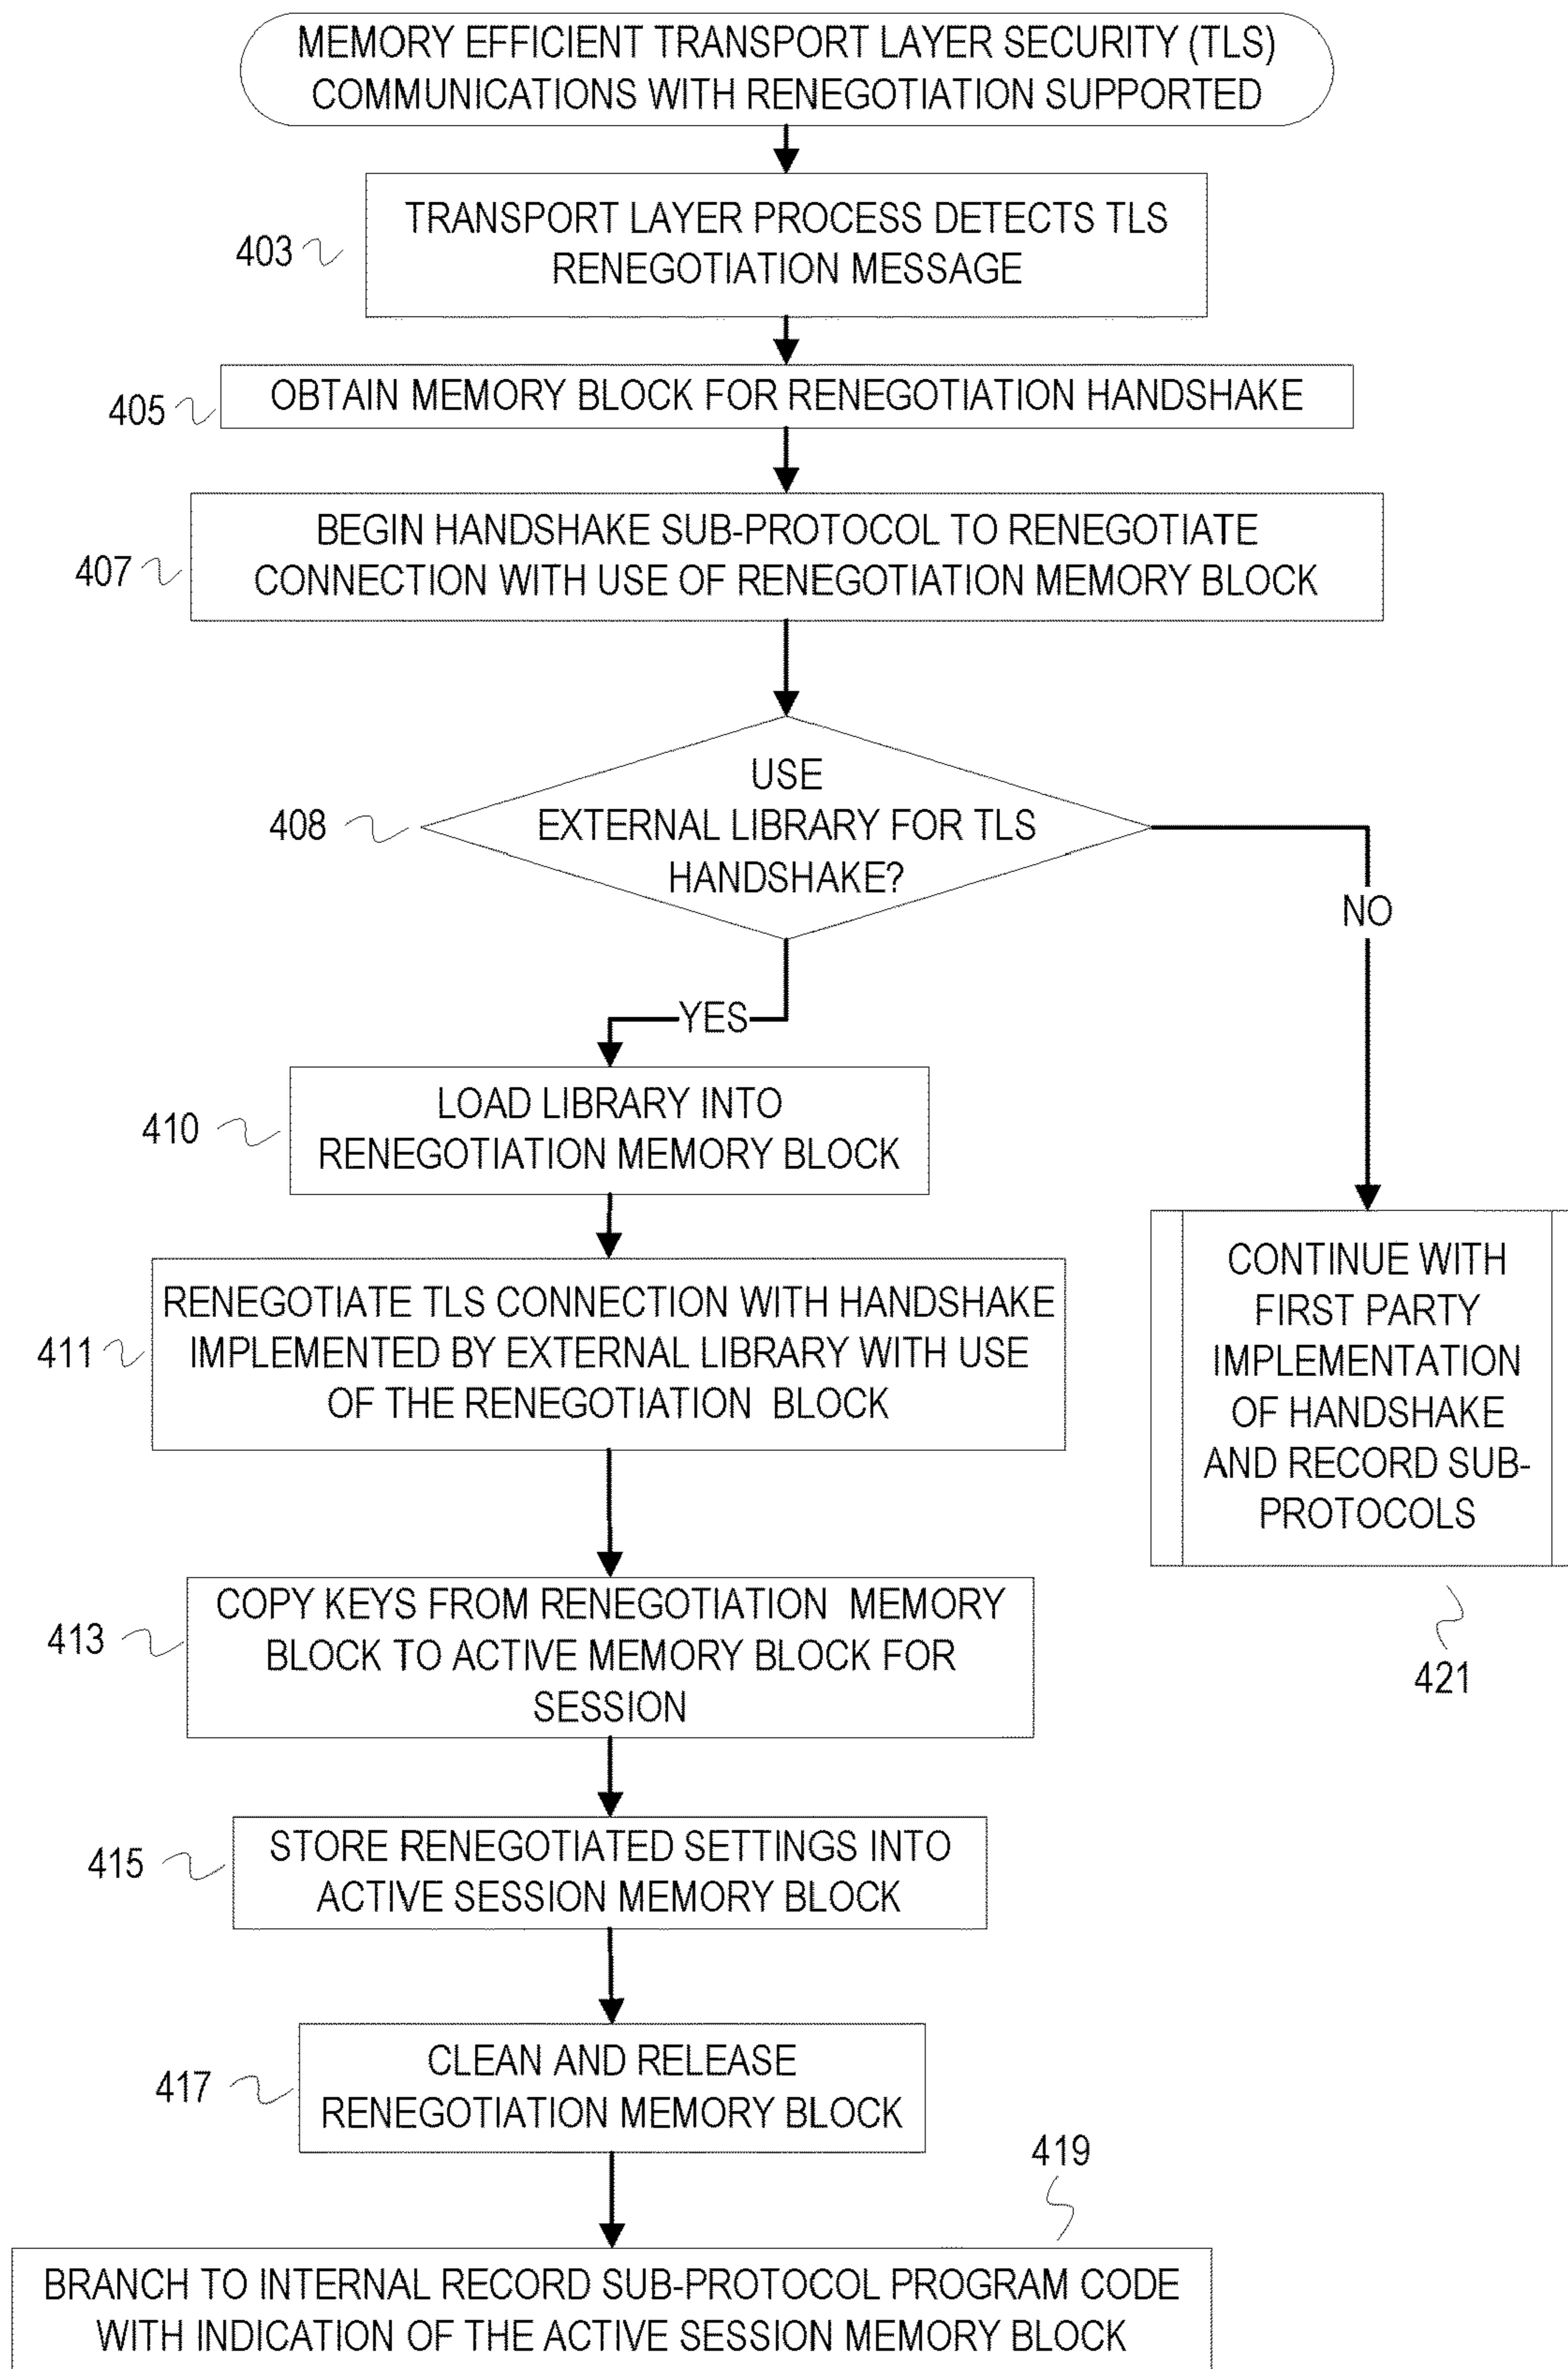 MEMORY EFFICIENT TRANSPORT LAYER SECURITY (TLS)
COMMUNICATIONS WITH RENEGOTIATION SUPPORTED
TRANSPORT LAYER PROCESS DETECTS TLS
RENEGOTIATION MESSAGE
403
OBTAIN MEMORY BLOCK FOR RENEGOTIATION HANDSHAKE
405
BEGIN HANDSHAKE SUB-PROTOCOL TO RENEGOTIATE
CONNECTION WITH USE OF RENEGOTIATION MEMORY BLOCK
407
USE
EXTERNAL LIBRARY FOR TLS
HANDSHAKE?
408
NO
YES
LOAD LIBRARY INTO
RENEGOTIATION MEMORY BLOCK
410
RENEGOTIATE TLS CONNECTION WITH HANDSHAKE
IMPLEMENTED BY EXTERNAL LIBRARY WITH USE
OF THE RENEGOTIATION BLOCK
411
CONTINUE WITH
FIRST PARTY
IMPLEMENTATION
OF HANDSHAKE
AND RECORD SUB-
PROTOCOLS
421
COPY KEYS FROM RENEGOTIATION MEMORY
BLOCK TO ACTIVE MEMORY BLOCK FOR
SESSION
413
STORE RENEGOTIATED SETTINGS INTO
ACTIVE SESSION MEMORY BLOCK
415
CLEAN AND RELEASE
RENEGOTIATION MEMORY BLOCK
417
419
BRANCH TO INTERNAL RECORD SUB-PROTOCOL PROGRAM CODE
WITH INDICATION OF THE ACTIVE SESSION MEMORY BLOCK